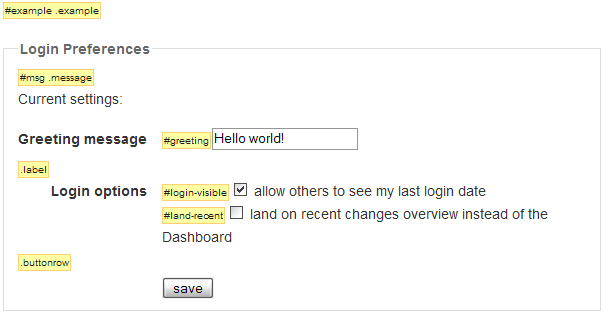 #example .example
Login Preferences
#msg .message
Current settings:
Greeting message #greeting Hello world!
.label
Login options #login-visible allow others to see my last login date
#land-recent land on recent changes overview instead of the
Dashboard
.buttonrow
save